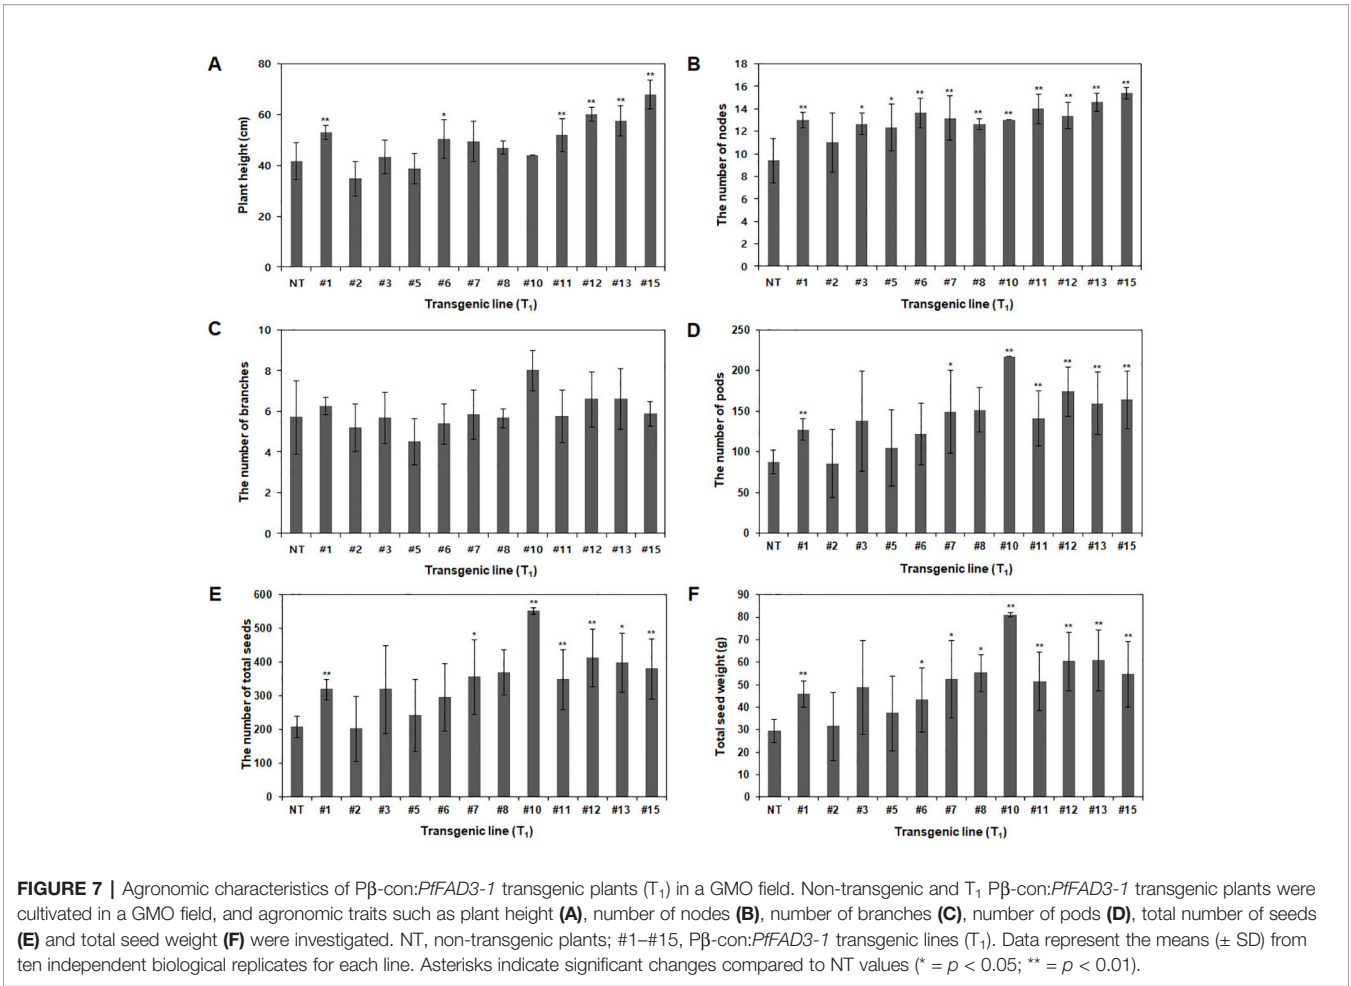 A
Plant height (cm)
80
60
40
20
0
** * ** ** ** **
NT #1 #2 #3 #5 #6 #7 #8 #10 #11 #12 #13 #15
Transgenic line (T1)
B
The number of nodes
18
16
14
12
10
8
6
4
2
0
** * * ** ** ** ** ** ** ** **
NT #1 #2 #3 #5 #6 #7 #8 #10 #11 #12 #13 #15
Transgenic line (T1)
C
The number of branches
10
8
6
4
2
0
NT #1 #2 #3 #5 #6 #7 #8 #10 #11 #12 #13 #15
Transgenic line (T1)
D
The number of pods
250
200
150
100
50
0
** * ** ** ** ** **
NT #1 #2 #3 #5 #6 #7 #8 #10 #11 #12 #13 #15
Transgenic line (T1)
E
The number of total seeds
600
500
400
300
200
100
0
** * ** ** ** * **
NT #1 #2 #3 #5 #6 #7 #8 #10 #11 #12 #13 #15
Transgenic line (T1)
F
Total seed weight (g)
90
80
70
60
50
40
30
20
10
0
** * * * ** ** ** ** **
NT #1 #2 #3 #5 #6 #7 #8 #10 #11 #12 #13 #15
Transgenic line (T1)
FIGURE 7 | Agronomic characteristics of Pβ-con:PfFAD3-1 transgenic plants (T1) in a GMO field. Non-transgenic and T1 Pβ-con:PfFAD3-1 transgenic plants were
cultivated in a GMO field, and agronomic traits such as plant height (A), number of nodes (B), number of branches (C), number of pods (D), total number of seeds
(E) and total seed weight (F) were investigated. NT, non-transgenic plants; #1–#15, Pβ-con:PfFAD3-1 transgenic lines (T1). Data represent the means (± SD) from
ten independent biological replicates for each line. Asterisks indicate significant changes compared to NT values (* = p < 0.05; ** = p < 0.01).